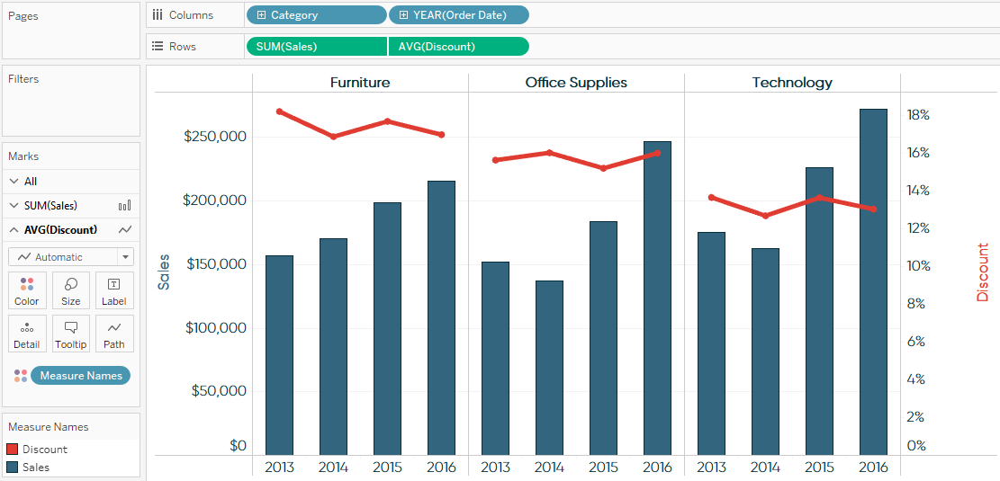 Pages
Columns
Category
YEAR(Order Date)
Rows
SUM(Sales)
AVG(Discount)
Filters
Marks
All
SUM(Sales)
AVG(Discount)
Automatic
Color
Size
Label
Detail
Tooltip
Path
Measure Names
Measure Names
Discount
Sales
Furniture
Office Supplies
Technology
Sales
$250,000
$200,000
$150,000
$100,000
$50,000
$0
18%
16%
14%
12%
10%
8%
6%
4%
2%
0%
Discount
2013 2014 2015 2016 2013 2014 2015 2016 2013 2014 2015 2016